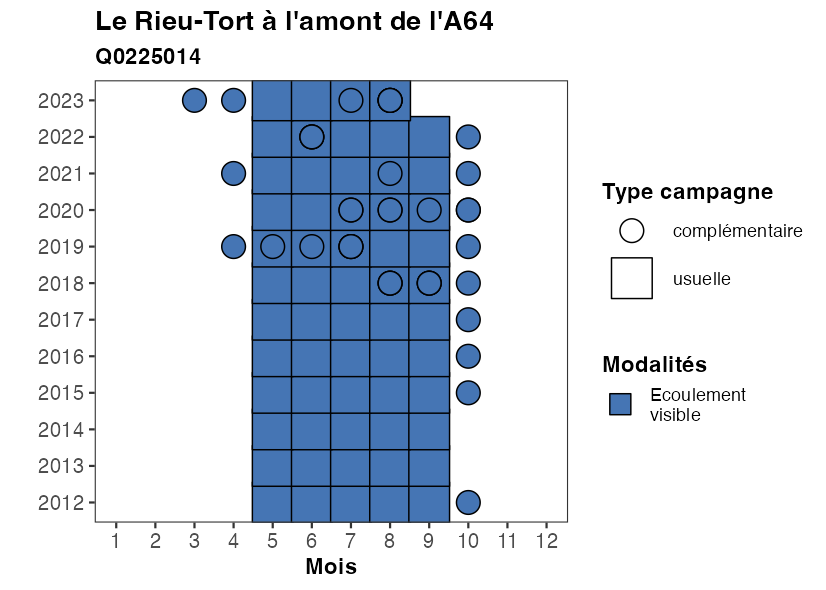 Le Rieu-Tort à l'amont de l'A64
Q0225014
2023
2022
2021
2020
2019
2018
2017
2016
2015
2014
2013
2012
1 2 3 4 5 6 7 8 9 10 11 12
Mois
Type campagne
complémentaire
usuelle
Modalités
Ecoulement
visible